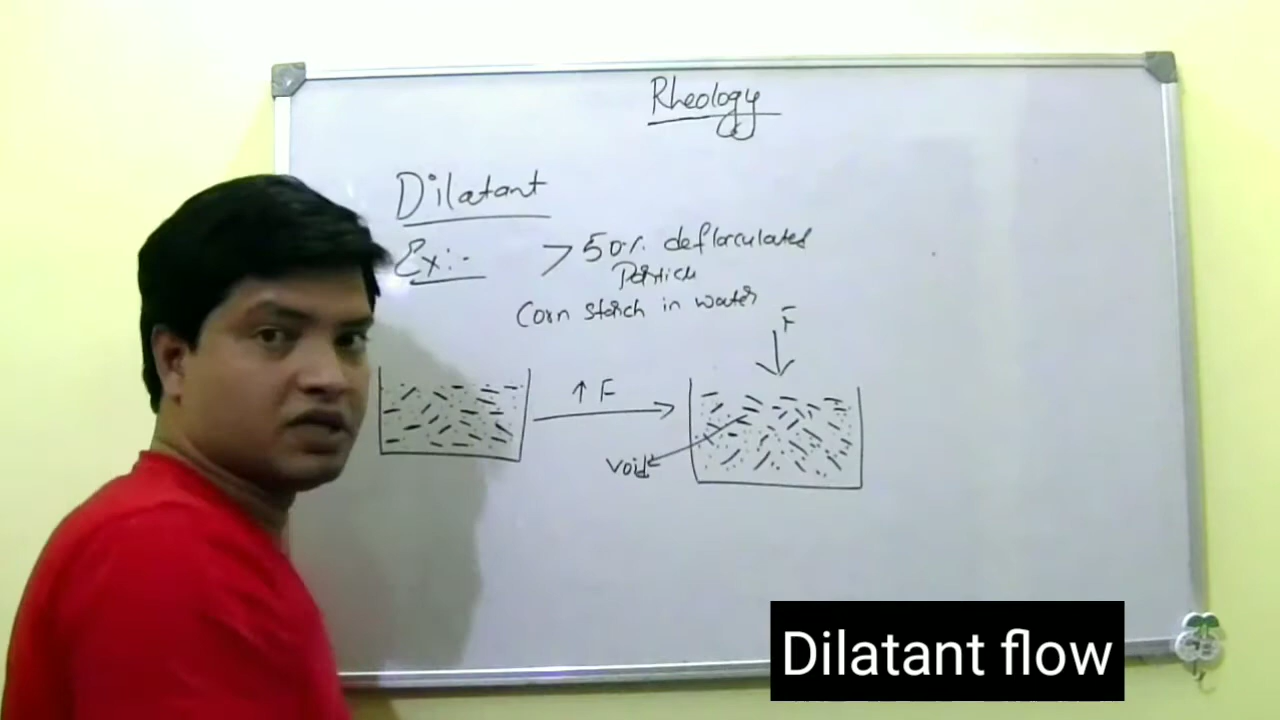 Rheology
Dilatant
Ex:- > 50% deflocculated
Particle
Corn starch in water
F
↑ F
void
Dilatant flow